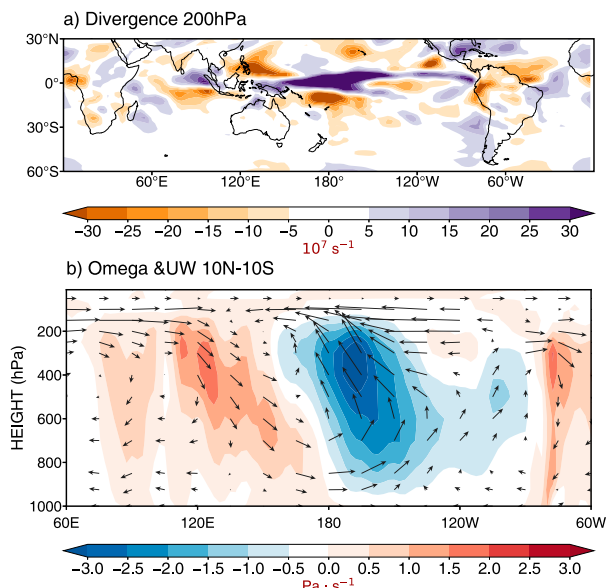 a) Divergence 200hPa
30°N
0°
30°S
60°S
60°E 120°E 180° 120°W 60°W
−30 −25 −20 −15 −10 −5 0 5 10 15 20 25 30
10⁷ s⁻¹
b) Omega &UW 10N-10S
HEIGHT (hPa)
200
400
600
800
1000
60E 120E 180 120W 60W
−3.0 −2.5 −2.0 −1.5 −1.0 −0.5 0.0 0.5 1.0 1.5 2.0 2.5 3.0
Pa · s⁻¹